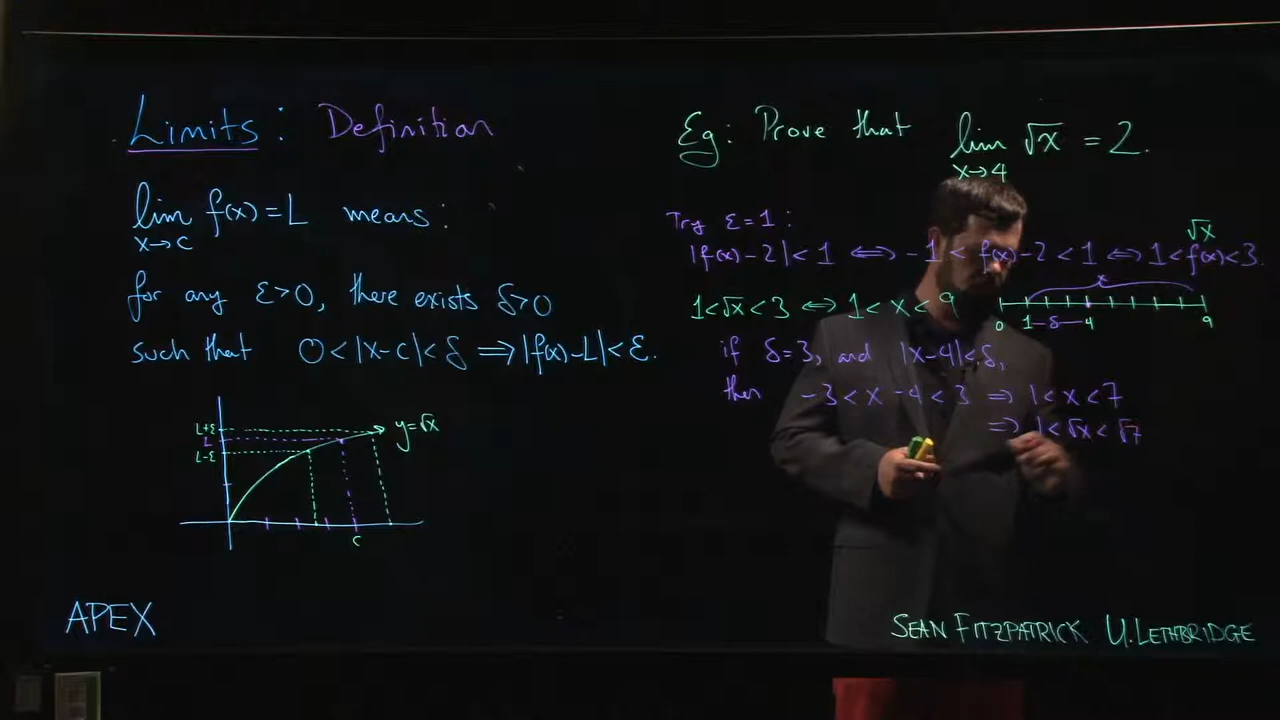 Limits: Definition
lim f(x) = L means:
x→c
for any ε>0, there exists δ>0
such that 0<|x-c|<δ ⟹ |f(x)-L|<ε.
L+ε
L
L-ε
y=√x
c
APEX
Eg: Prove that lim √x = 2.
x→4
Try ε=1:
√x
|f(x)-2|<1 ⟺ -1<f(x)-2<1 ⟺ 1<f(x)<3.
1<√x<3 ⟺ 1<x<9
x
0 1-δ-4 9
if δ=3, and |x-4|<δ,
then -3<x-4<3 ⟹ 1<x<7
⟹ 1<√x<√7
SEAN FITZPATRICK U. LETHBRIDGE